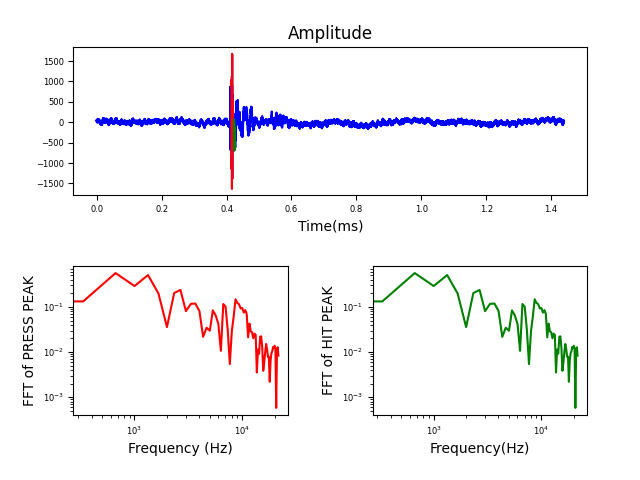 Amplitude
1500
1000
500
0
−500
−1000
−1500
0.0 0.2 0.4 0.6 0.8 1.0 1.2 1.4
Time(ms)
FFT of PRESS PEAK
10⁻¹
10⁻²
10⁻³
10³ 10⁴
Frequency (Hz)
FFT of HIT PEAK
10⁻¹
10⁻²
10⁻³
10³ 10⁴
Frequency(Hz)